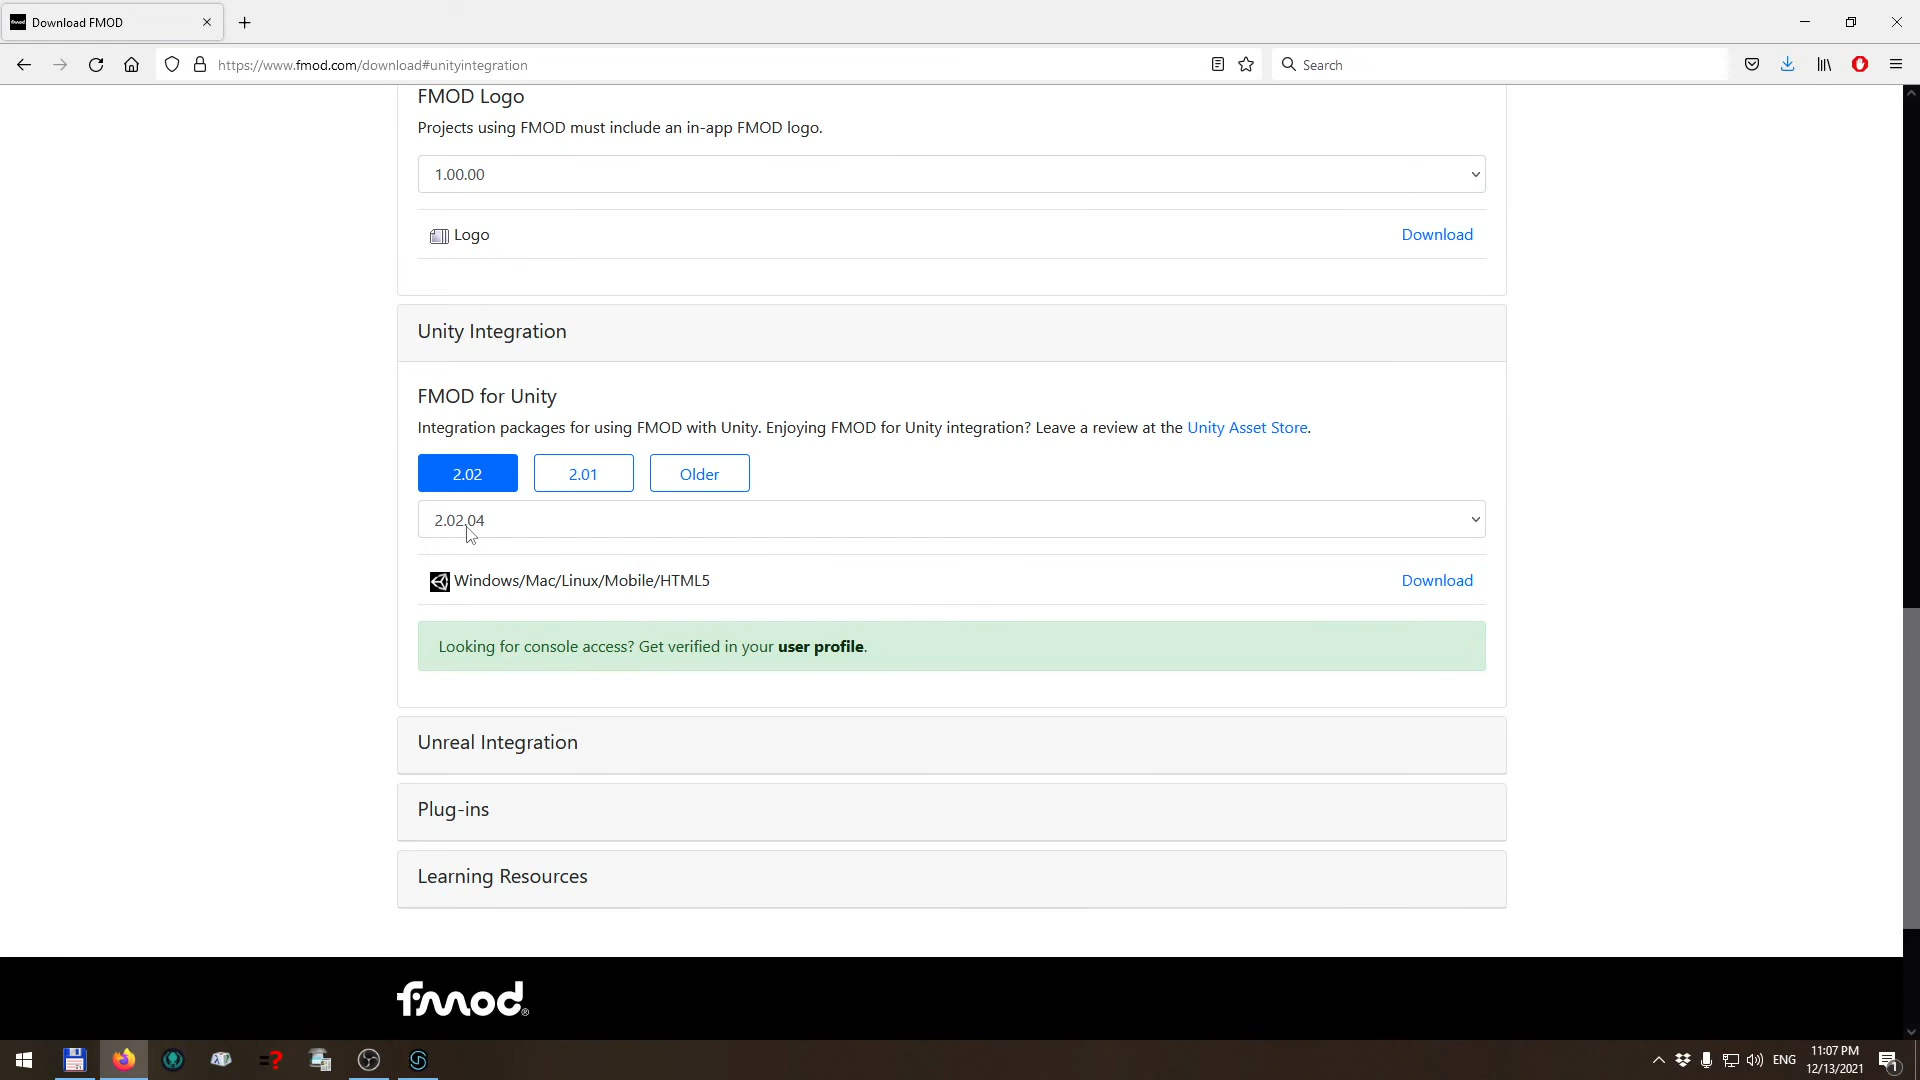 Download FMOD
https://www.fmod.com/download#unityintegration
Search
FMOD Logo
Projects using FMOD must include an in-app FMOD logo.
1.00.00
Logo
Download
Unity Integration
FMOD for Unity
Integration packages for using FMOD with Unity. Enjoying FMOD for Unity integration? Leave a review at the Unity Asset Store.
2.02
2.01
Older
2.02.04
Windows/Mac/Linux/Mobile/HTML5
Download
Looking for console access? Get verified in your user profile.
Unreal Integration
Plug-ins
Learning Resources
fmod®
=?
ENG
11:07 PM
12/13/2021
1